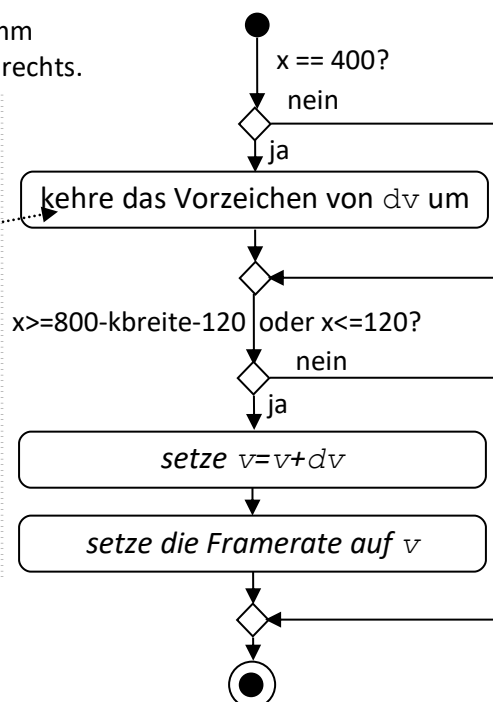 rechts.
x == 400?
nein
ja
kehre das Vorzeichen von dv um
x>=800-kbreite-120 oder x<=120?
nein
ja
setze v=v+dv
setze die Framerate auf v